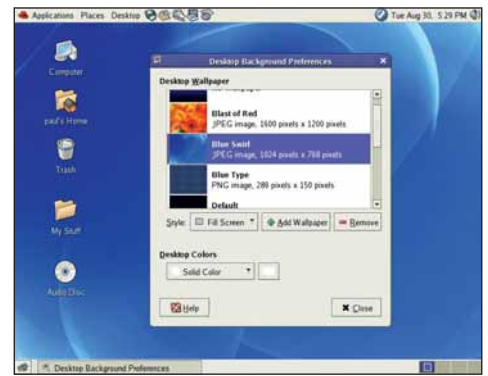 Applications Places Desktop
Tue Aug 30, 5:29 PM
Computer
paul's Home
Trash
My Stuff
Audio Disc
Desktop Background Preferences
Desktop Wallpaper
Blast of Red
JPEG image, 1600 pixels x 1200 pixels
Blue Swirl
JPEG image, 1024 pixels x 768 pixels
Blue Type
PNG image, 280 pixels x 150 pixels
Default
Style: Fill Screen Add Wallpaper Remove
Desktop Colors
Solid Color
Help Close
Desktop Background Preferences